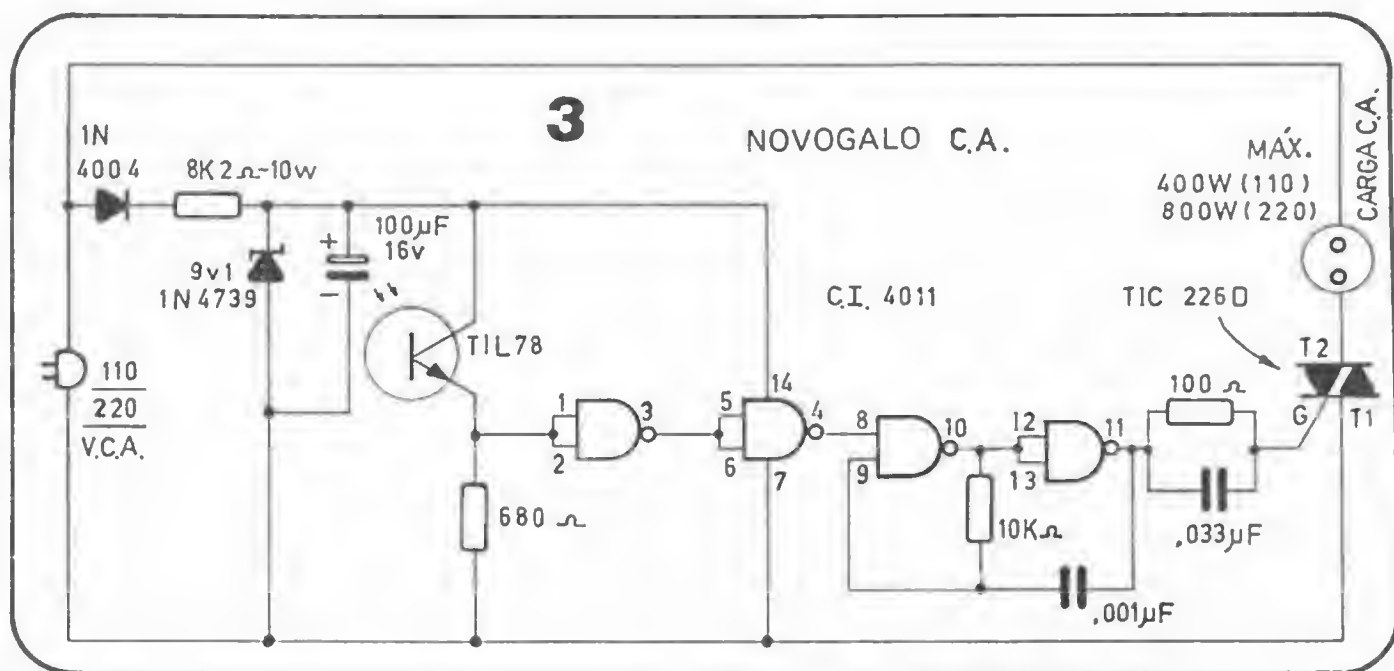 3
NOVOGALO C.A.
1N
4004
8K2Ω-10w
100µF
16v
+
-
9v1
1N4739
TIL78
110
220
V.C.A.
680Ω
1
2
3
5
6
14
4
7
C.I. 4011
8
9
10
12
13
11
10KΩ
,001µF
100Ω
,033µF
MÁX.
400W(110)
800W(220)
CARGA C.A.
TIC 226D
T2
G
T1